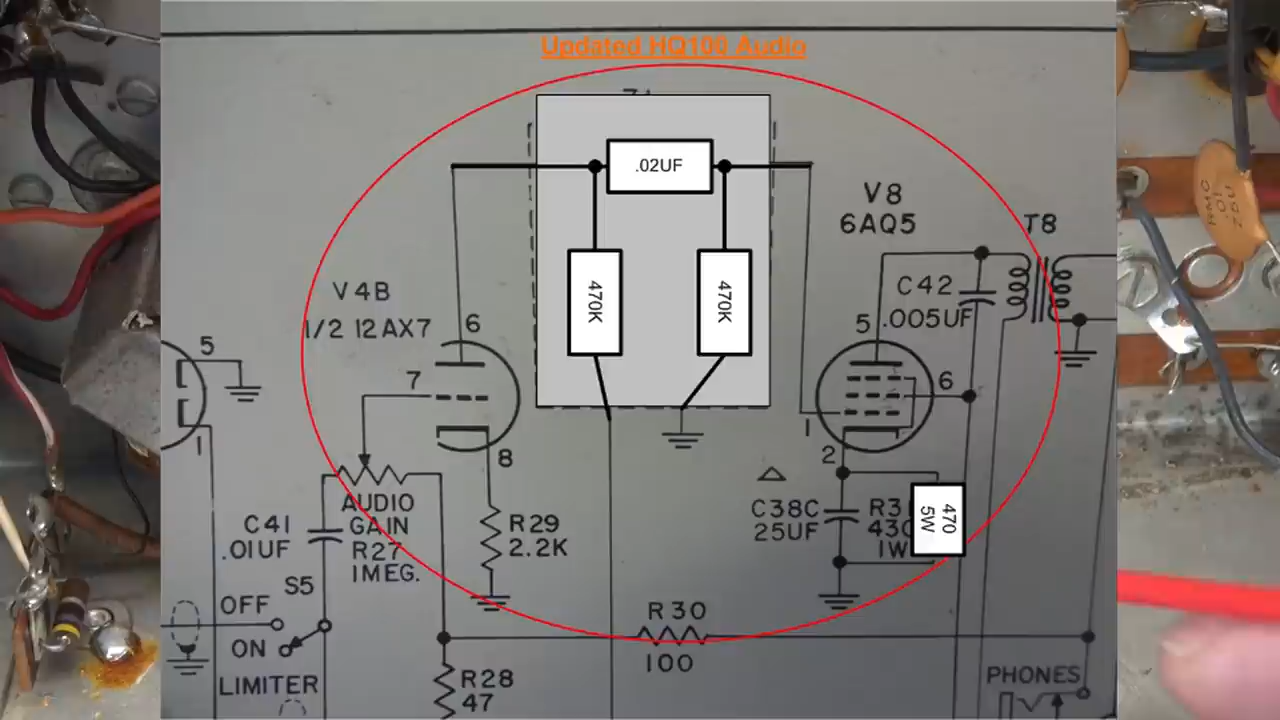 Updated HQ100 Audio
.02UF
470K
470K
V8
6AQ5
T8
C42
.005UF
V4B
1/2 12AX7
5
6
7
8
5
6
1
2
1
AUDIO
GAIN
R27
1MEG.
C41
.01UF
S5
OFF
ON
LIMITER
R29
2.2K
C38C
25UF
R31
430
1W
470
5W
R30
100
R28
47
PHONES